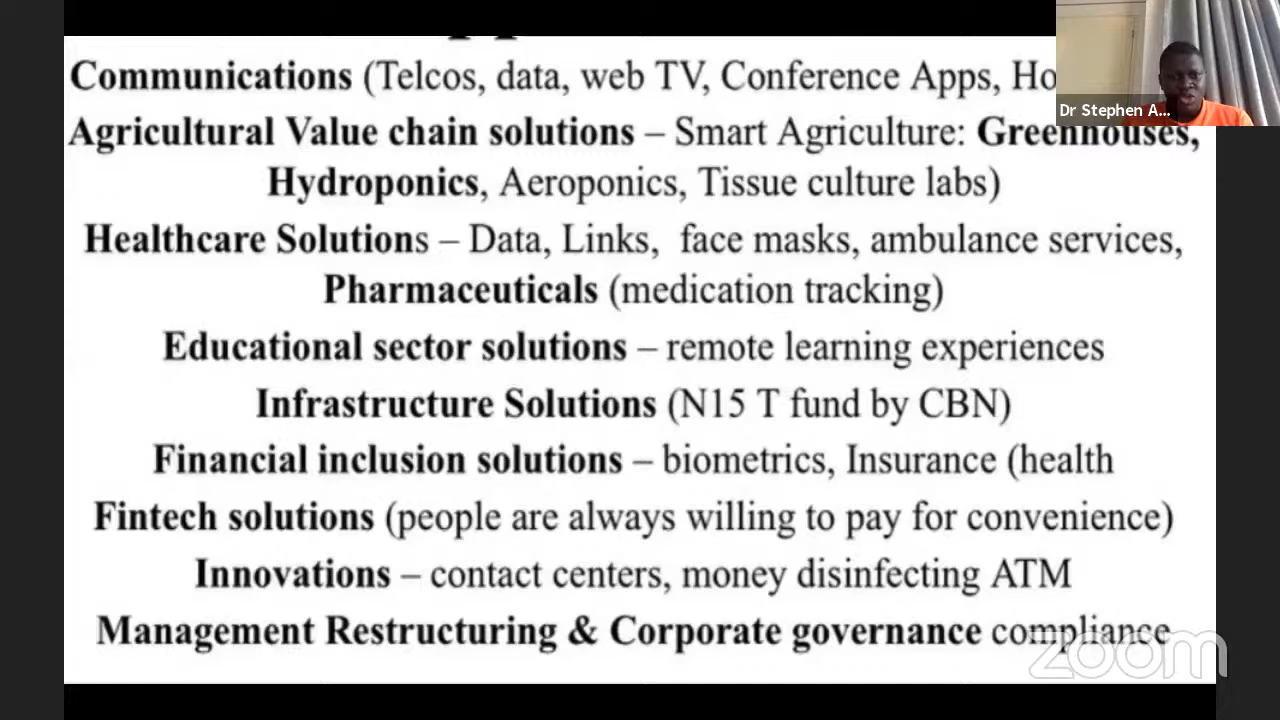 Communications (Telcos, data, web TV, Conference Apps,
Dr Stephen A...
Agricultural Value chain solutions – Smart Agriculture: Greenhouses,
Hydroponics, Aeroponics, Tissue culture labs)
Healthcare Solutions – Data, Links, face masks, ambulance services,
Pharmaceuticals (medication tracking)
Educational sector solutions – remote learning experiences
Infrastructure Solutions (N15 T fund by CBN)
Financial inclusion solutions – biometrics, Insurance (health
Fintech solutions (people are always willing to pay for convenience)
Innovations – contact centers, money disinfecting ATM
Management Restructuring & Corporate governance compliance
zoom